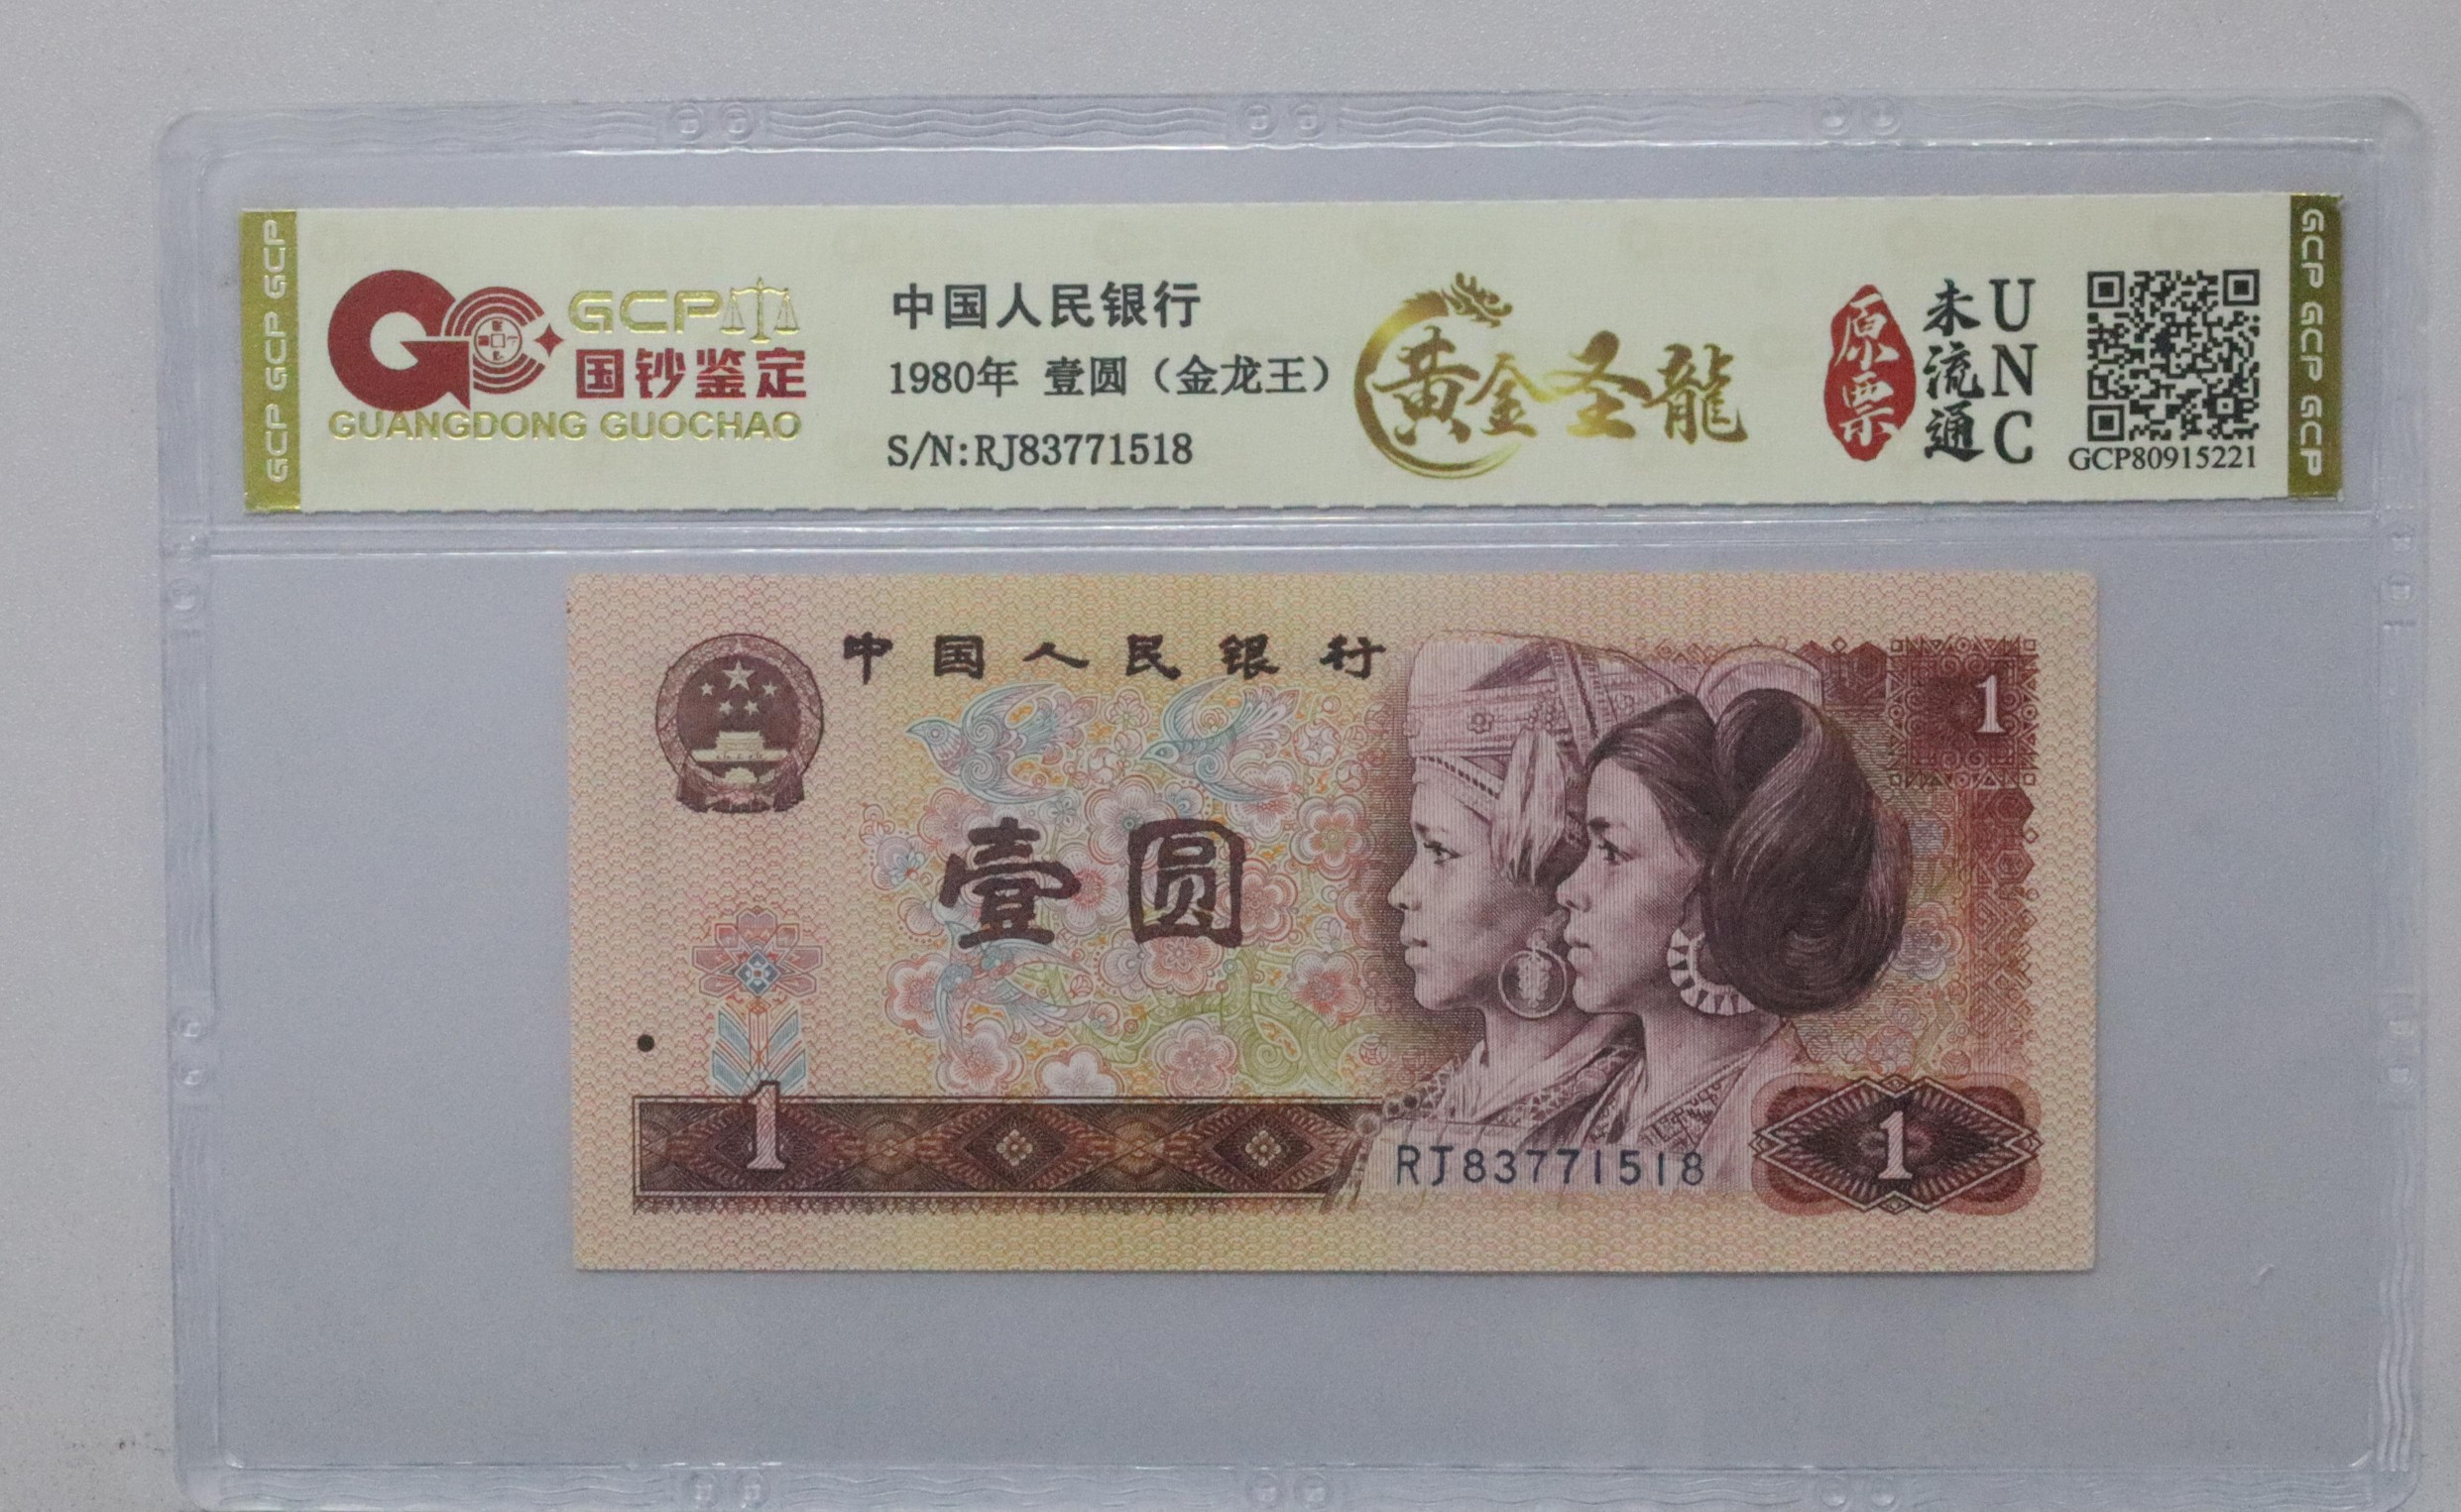 GCP GCP GCP
GCP
国钞鉴定
GUANGDONG GUOCHAO
中国人民银行
1980年 壹圆（金龙王）
S/N:RJ83771518
黄金圣龍
原票
未流通
UNC
GCP80915221
GCP GCP GCP
中国人民银行
1
壹圆
1
RJ83771518
1